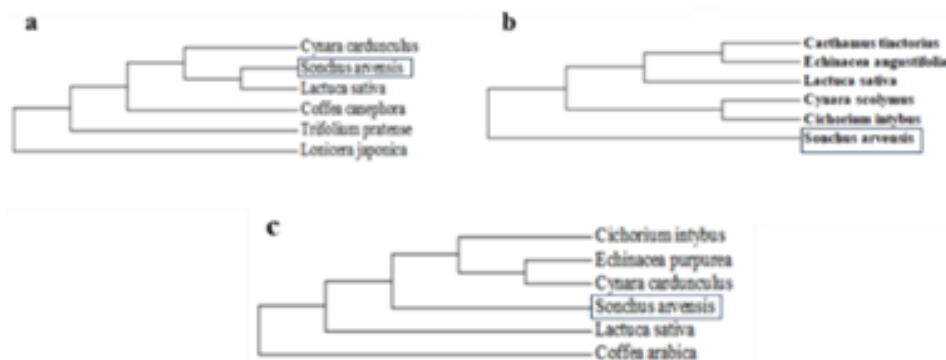 a
Cynara cardunculus
Sonchus arvensis
Lactuca sativa
Coffea canephora
Trifolium pratense
Lonicera japonica
b
Carthamus tinctorius
Echinacea angustifolia
Lactuca sativa
Cynara scolymus
Cichorium intybus
Sonchus arvensis
c
Cichorium intybus
Echinacea purpurea
Cynara cardunculus
Sonchus arvensis
Lactuca sativa
Coffea arabica